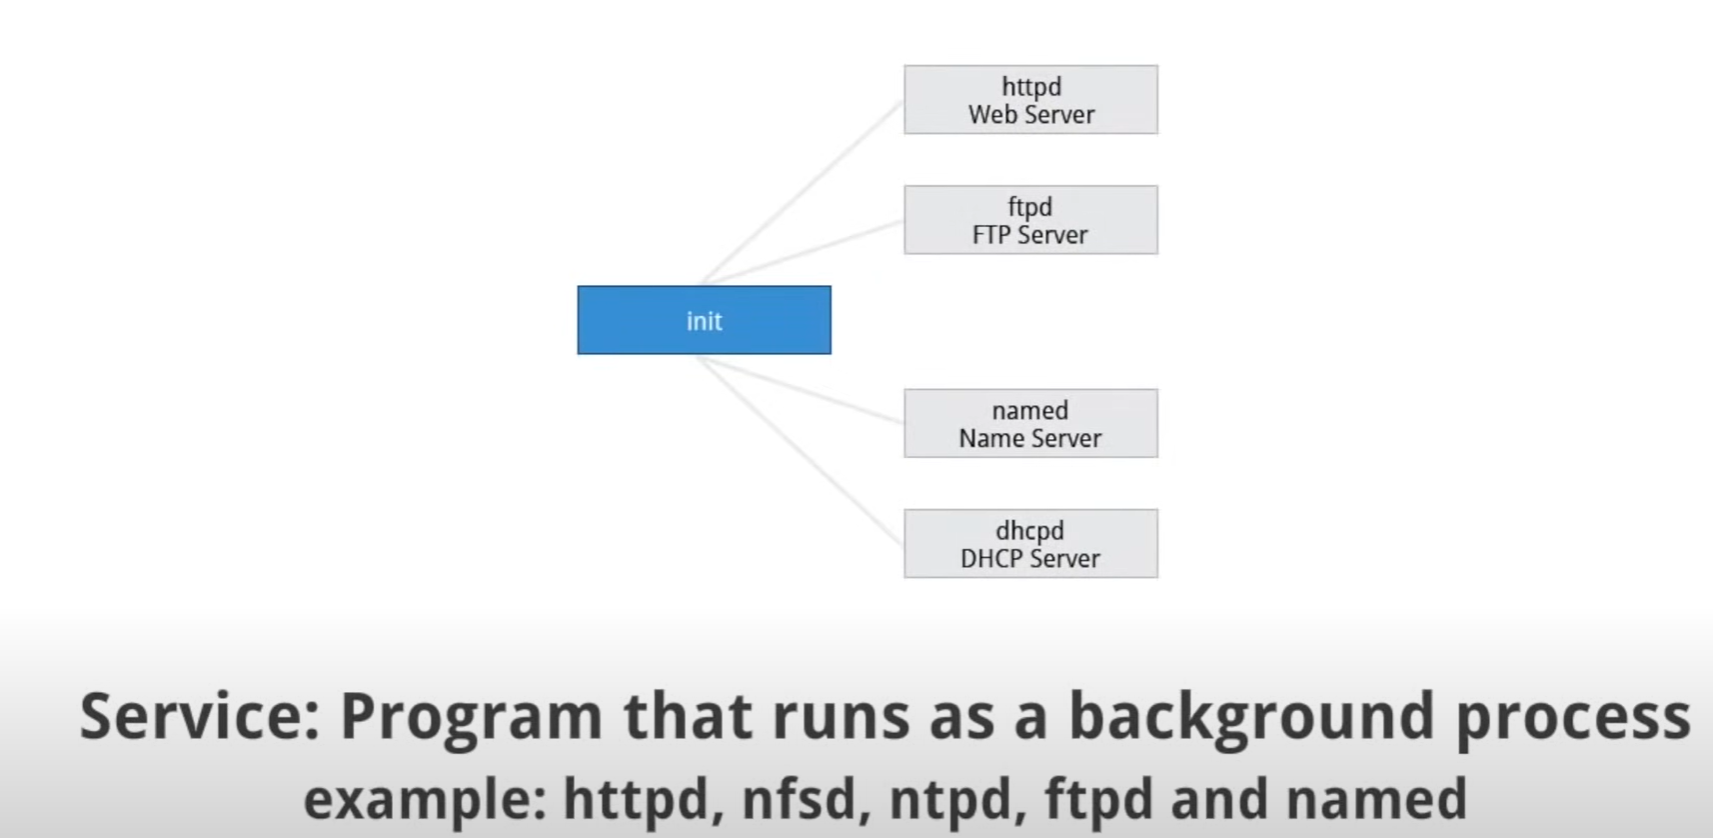 httpd
Web Server
ftpd
FTP Server
init
named
Name Server
dhcpd
DHCP Server
Service: Program that runs as a background process
example: httpd, nfsd, ntpd, ftpd and named